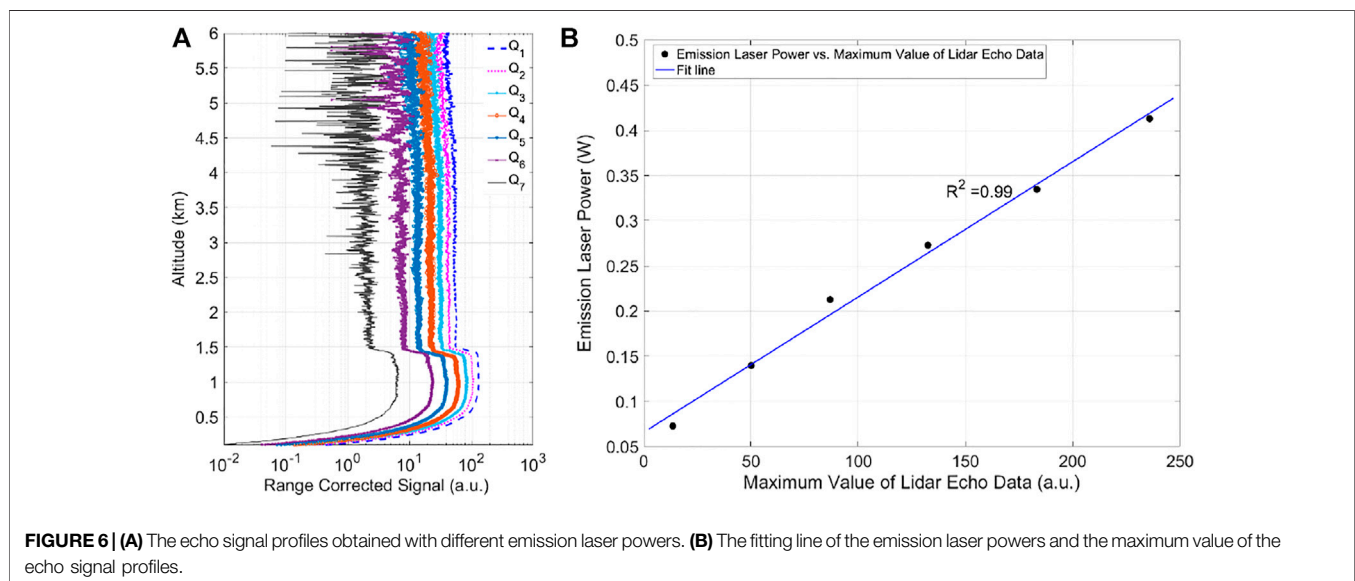 A
6
5.5
5
4.5
4
3.5
3
2.5
2
1.5
1
0.5
Altitude (km)
Q1
Q2
Q3
Q4
Q5
Q6
Q7
10-2
10-1
100
101
102
103
Range Corrected Signal (a.u.)
B
0.5
0.45
0.4
0.35
0.3
0.25
0.2
0.15
0.1
0.05
Emission Laser Power (W)
Emission Laser Power vs. Maximum Value of Lidar Echo Data
Fit line
R2 =0.99
0
50
100
150
200
250
Maximum Value of Lidar Echo Data (a.u.)
FIGURE 6 | (A) The echo signal profiles obtained with different emission laser powers. (B) The fitting line of the emission laser powers and the maximum value of the
echo signal profiles.